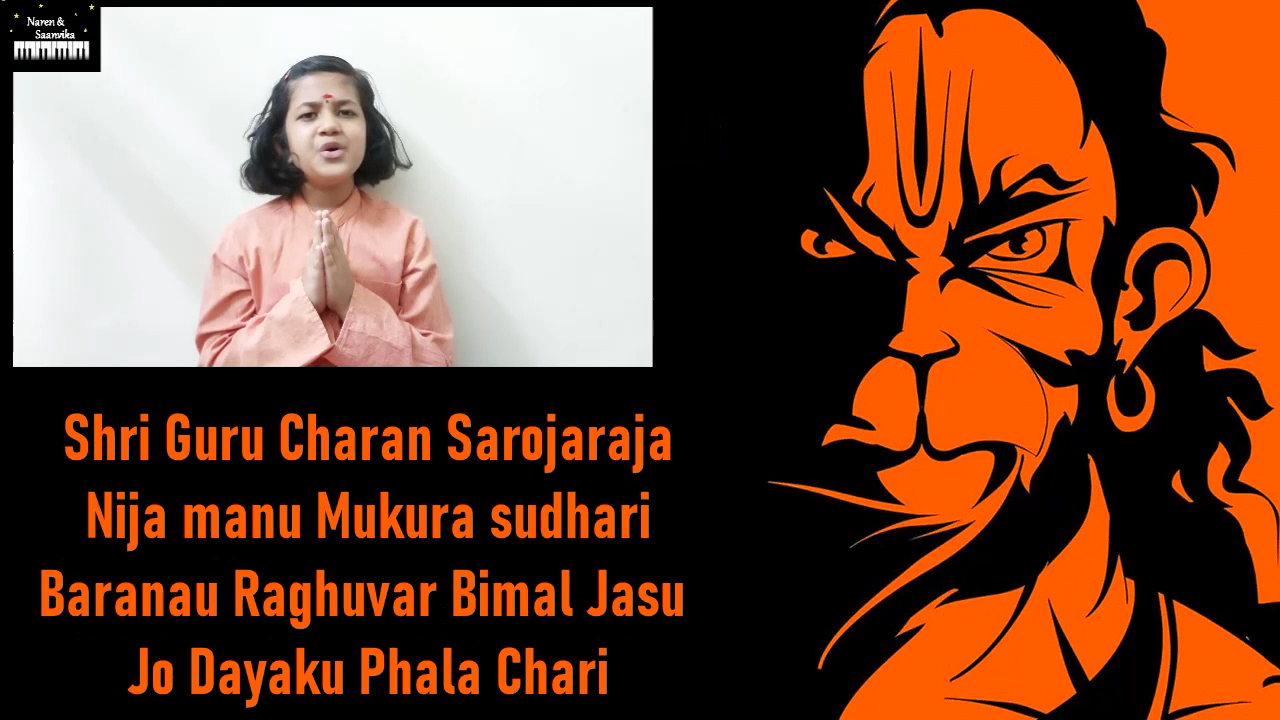 Naren &
Saanvika
Shri Guru Charan Sarojaraja
Nija manu Mukura sudhari
Baranau Raghuvar Bimal Jasu
Jo Dayaku Phala Chari